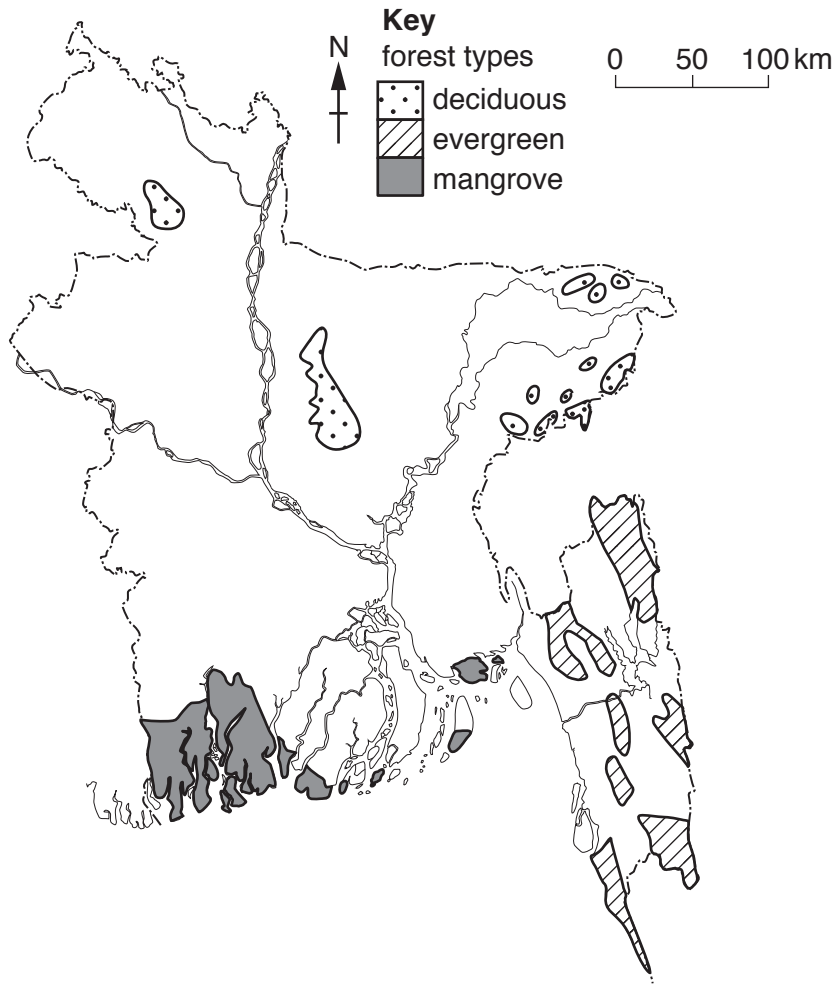 Key
N
forest types
0 50 100 km
deciduous
evergreen
mangrove